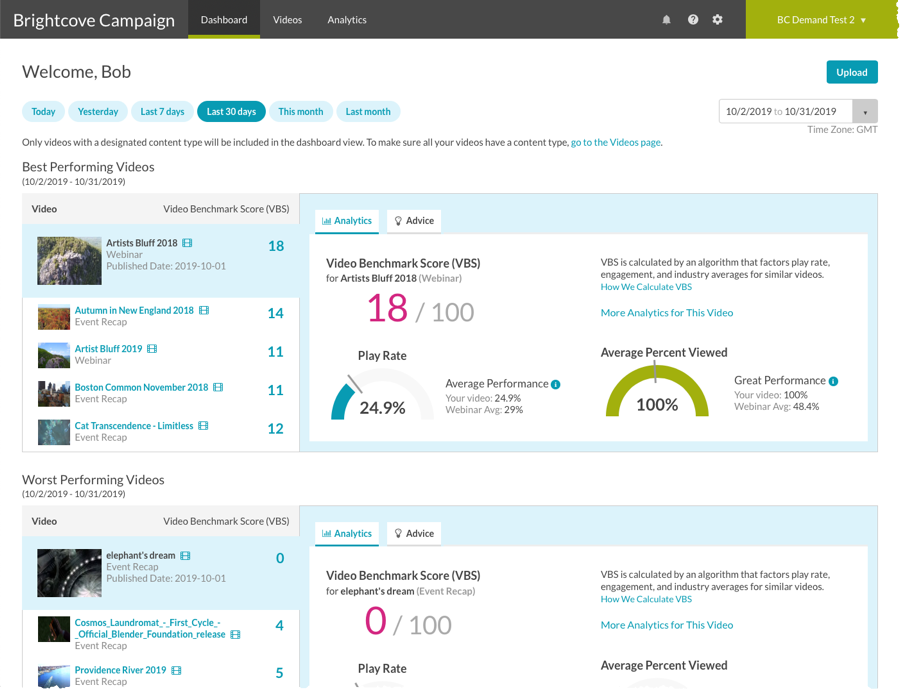 Brightcove Campaign
Dashboard
Videos
Analytics
BC Demand Test 2
Welcome, Bob
Upload
Today
Yesterday
Last 7 days
Last 30 days
This month
Last month
10/2/2019 to 10/31/2019
Time Zone: GMT
Only videos with a designated content type will be included in the dashboard view. To make sure all your videos have a content type, go to the Videos page.
Best Performing Videos
(10/2/2019 - 10/31/2019)
Video
Video Benchmark Score (VBS)
Artists Bluff 2018
18
Webinar
Published Date: 2019-10-01
Autumn in New England 2018
14
Event Recap
Artist Bluff 2019
11
Webinar
Boston Common November 2018
11
Event Recap
Cat Transcendence - Limitless
12
Event Recap
Analytics
Advice
Video Benchmark Score (VBS)
for Artists Bluff 2018 (Webinar)
18 / 100
VBS is calculated by an algorithm that factors play rate,
engagement, and industry averages for similar videos.
How We Calculate VBS
More Analytics for This Video
Play Rate
24.9%
Average Performance
Your video: 24.9%
Webinar Avg: 29%
Average Percent Viewed
100%
Great Performance
Your video: 100%
Webinar Avg: 48.4%
Worst Performing Videos
(10/2/2019 - 10/31/2019)
Video
Video Benchmark Score (VBS)
elephant's dream
0
Event Recap
Published Date: 2019-10-01
Cosmos_Laundromat_-_First_Cycle_-
_Official_Blender_Foundation_release
4
Event Recap
Providence River 2019
5
Event Recap
Analytics
Advice
Video Benchmark Score (VBS)
for elephant's dream (Event Recap)
0 / 100
VBS is calculated by an algorithm that factors play rate,
engagement, and industry averages for similar videos.
How We Calculate VBS
More Analytics for This Video
Play Rate
Average Percent Viewed